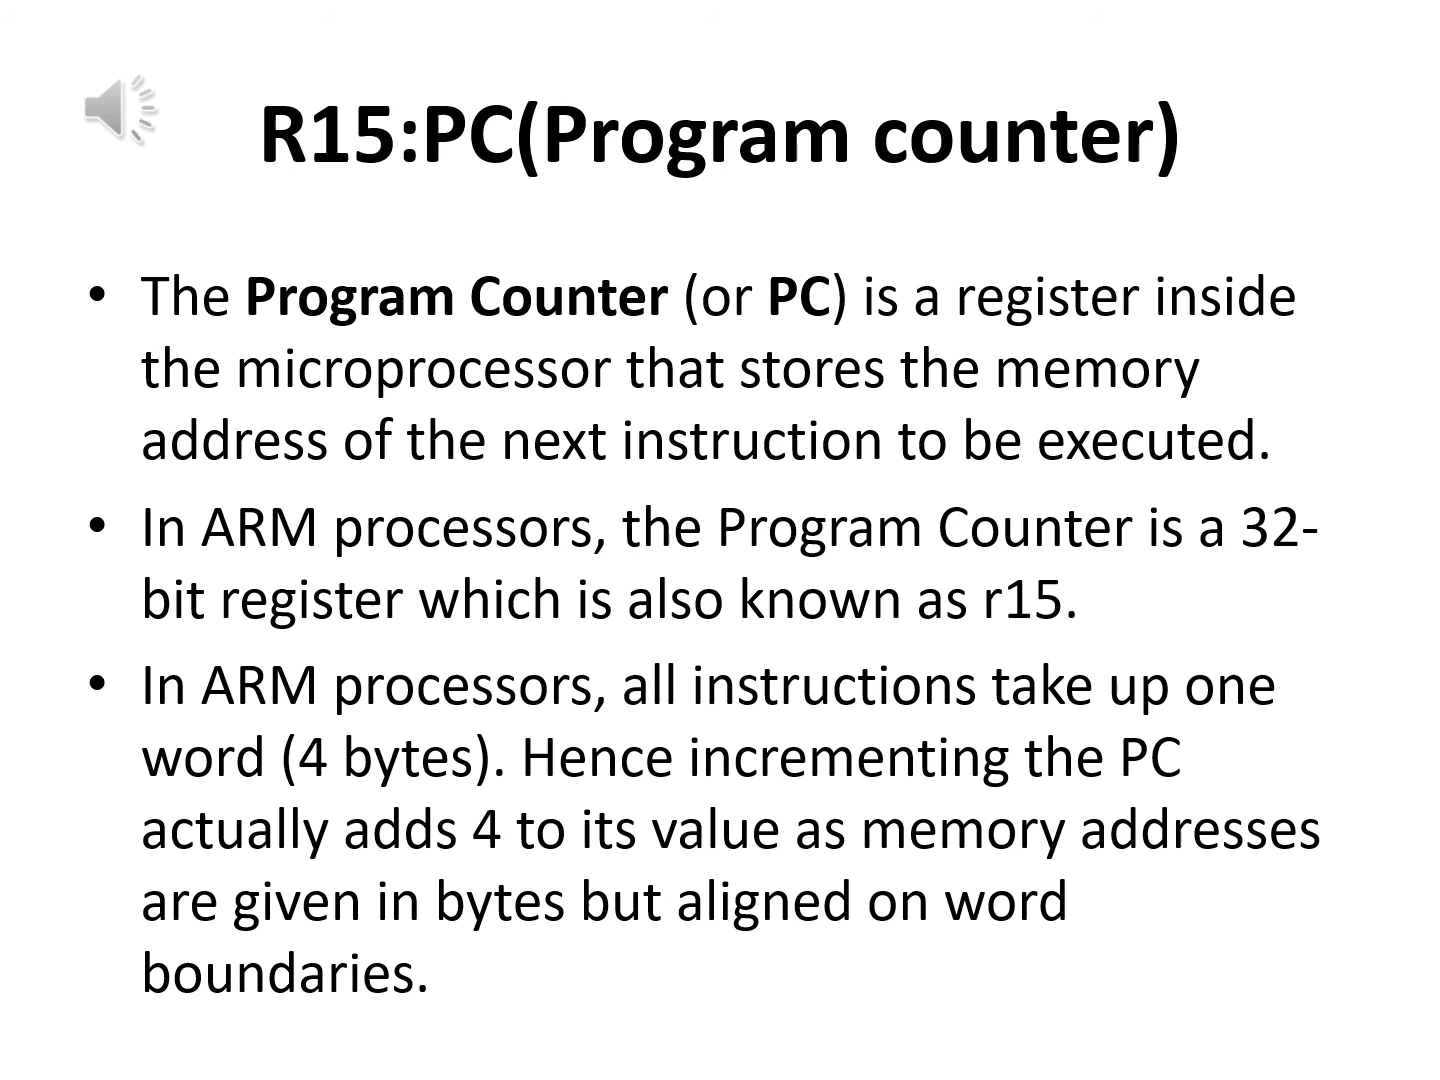 R15:PC(Program counter)
• The Program Counter (or PC) is a register inside
the microprocessor that stores the memory
address of the next instruction to be executed.
• In ARM processors, the Program Counter is a 32-
bit register which is also known as r15.
• In ARM processors, all instructions take up one
word (4 bytes). Hence incrementing the PC
actually adds 4 to its value as memory addresses
are given in bytes but aligned on word
boundaries.